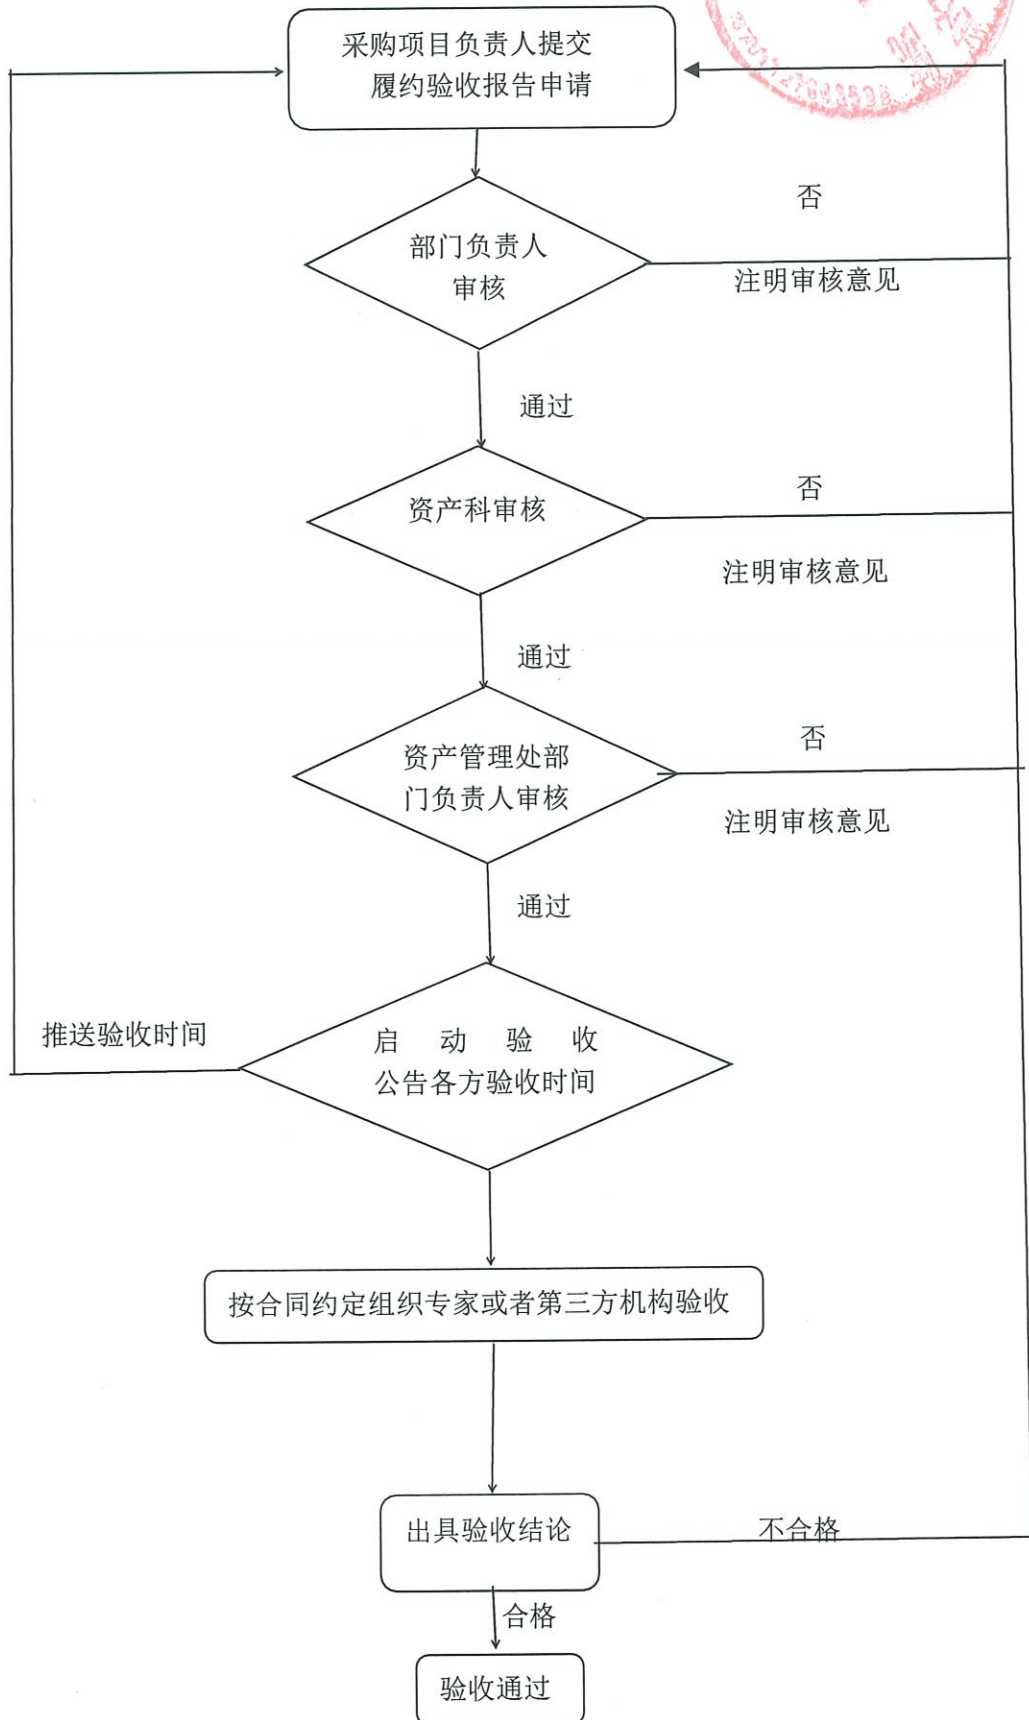 采购项目负责人提交
履约验收报告申请
否
部门负责人
审核
注明审核意见
通过
否
资产科审核
注明审核意见
通过
否
资产管理处部
门负责人审核
注明审核意见
通过
推送验收时间
启动验收
公告各方验收时间
按合同约定组织专家或者第三方机构验收
出具验收结论
不合格
合格
验收通过